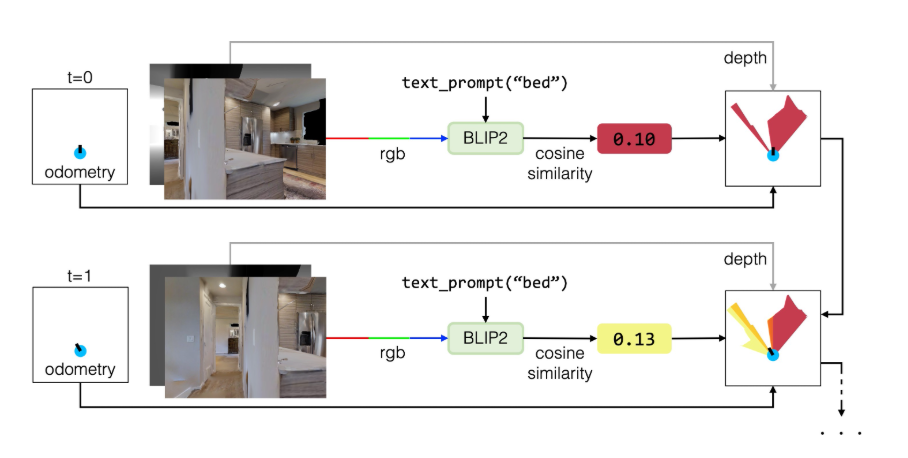 depth
t=0
text_prompt(“bed”)
BLIP2
0.10
rgb
cosine
similarity
odometry
depth
t=1
text_prompt(“bed”)
BLIP2
0.13
rgb
cosine
similarity
odometry
. . .